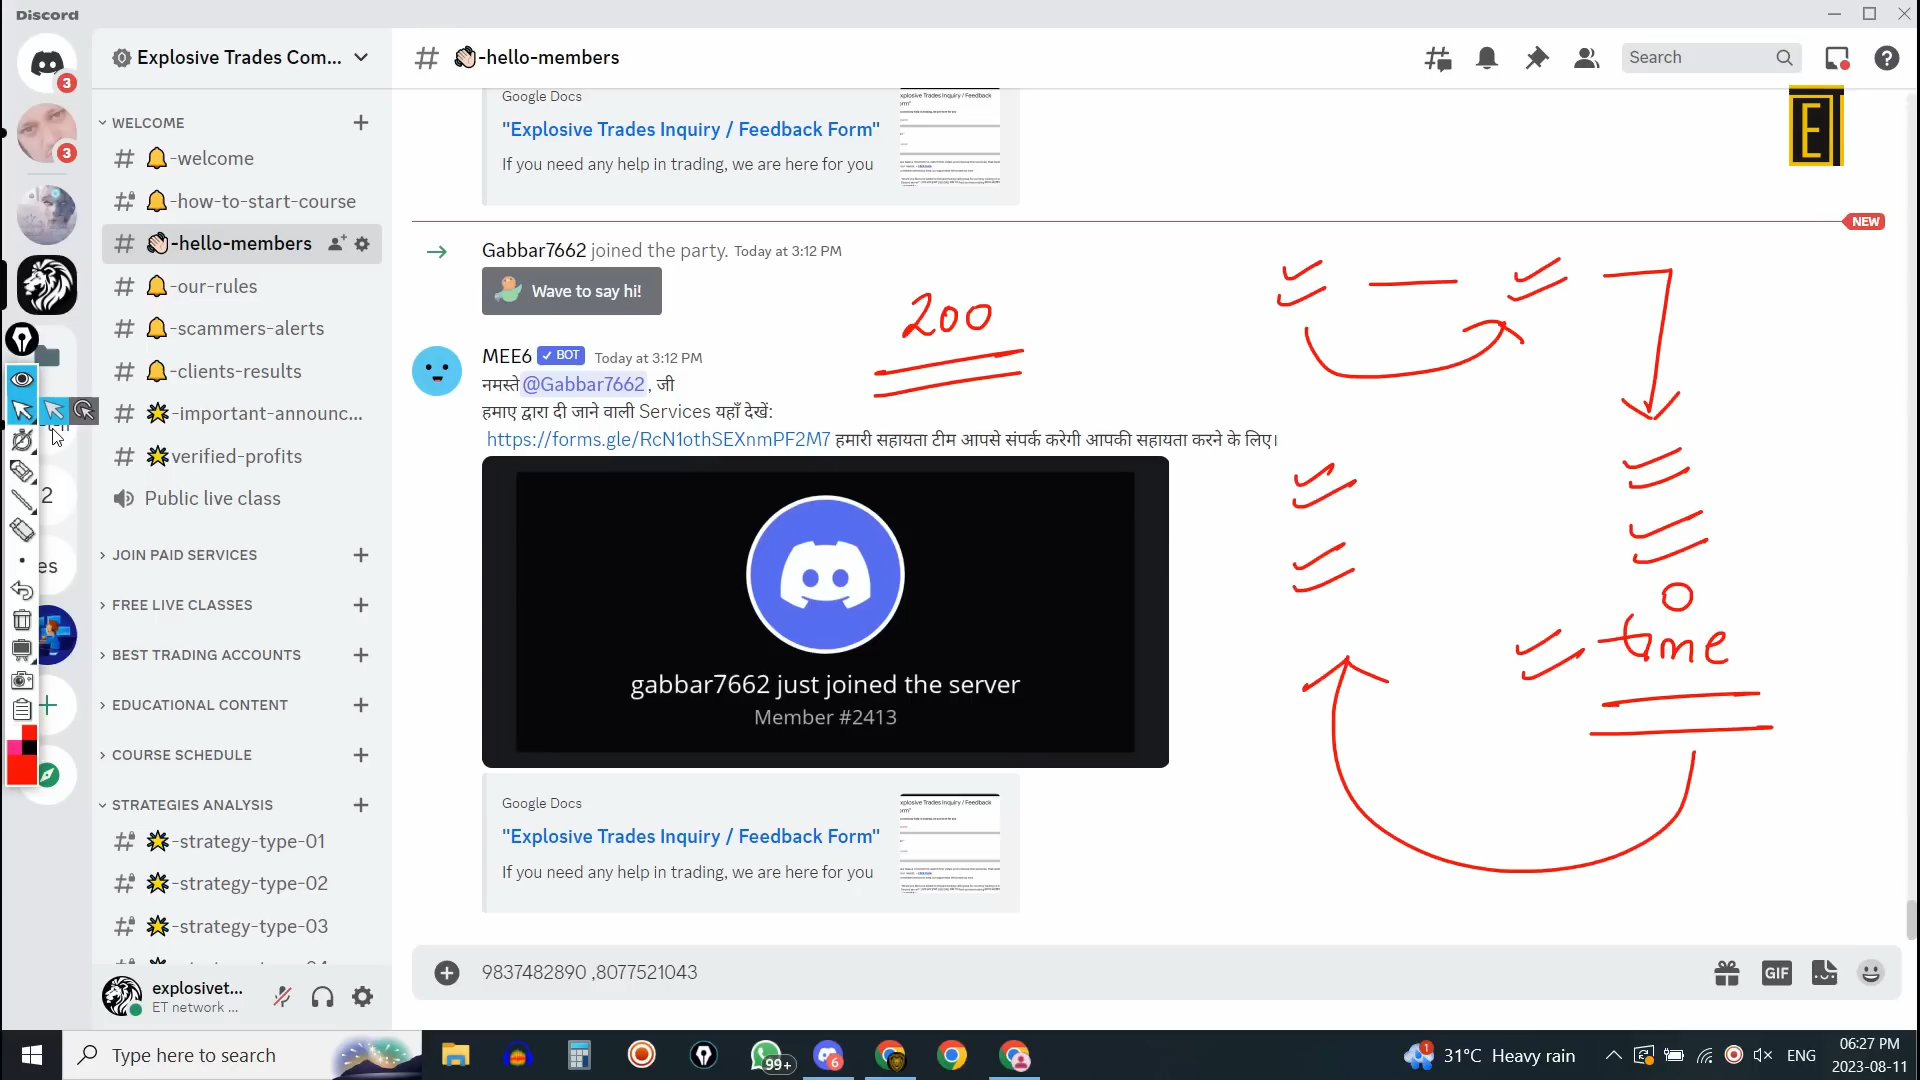 Discord
3
3
2
es
Explosive Trades Com...
WELCOME
-welcome
-how-to-start-course
-hello-members
-our-rules
-scammers-alerts
-clients-results
-important-announc...
verified-profits
Public live class
JOIN PAID SERVICES
FREE LIVE CLASSES
BEST TRADING ACCOUNTS
EDUCATIONAL CONTENT
COURSE SCHEDULE
STRATEGIES ANALYSIS
-strategy-type-01
-strategy-type-02
-strategy-type-03
explosivet...
ET network ...
-hello-members
Search
E
Google Docs
"Explosive Trades Inquiry / Feedback Form"
If you need any help in trading, we are here for you
NEW
Gabbar7662 joined the party. Today at 3:12 PM
Wave to say hi!
200
MEE6 ✓ BOT Today at 3:12 PM
नमस्ते @Gabbar7662 , जी
हमाए द्वारा दी जाने वाली Services यहाँ देखें:
https://forms.gle/RcN1othSEXnmPF2M7 हमारी सहायता टीम आपसे संपर्क करेगी आपकी सहायता करने के लिए।
gabbar7662 just joined the server
Member #2413
time
Google Docs
"Explosive Trades Inquiry / Feedback Form"
If you need any help in trading, we are here for you
9837482890 ,8077521043
GIF
Type here to search
99+
6
1
31°C Heavy rain
ENG
06:27 PM
2023-08-11